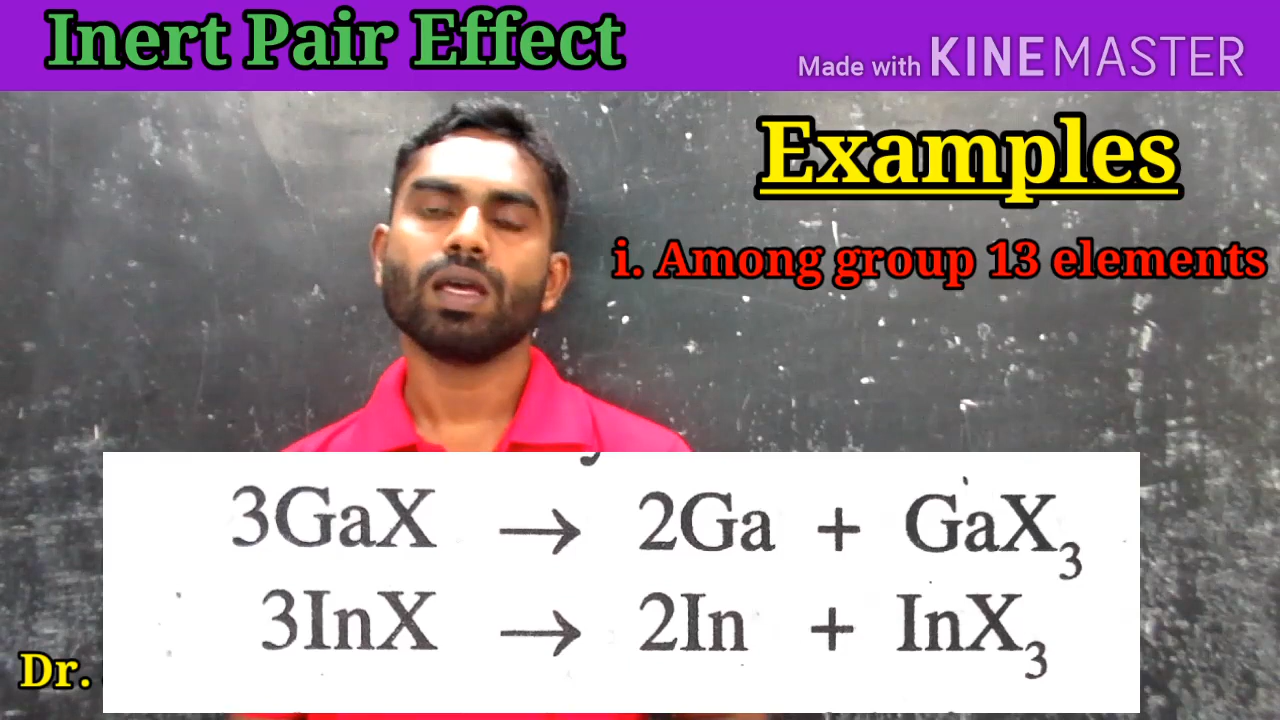 Inert Pair Effect
Made with KINEMASTER
Examples
i. Among group 13 elements
3GaX → 2Ga + GaX₃
3InX → 2In + InX₃
Dr.